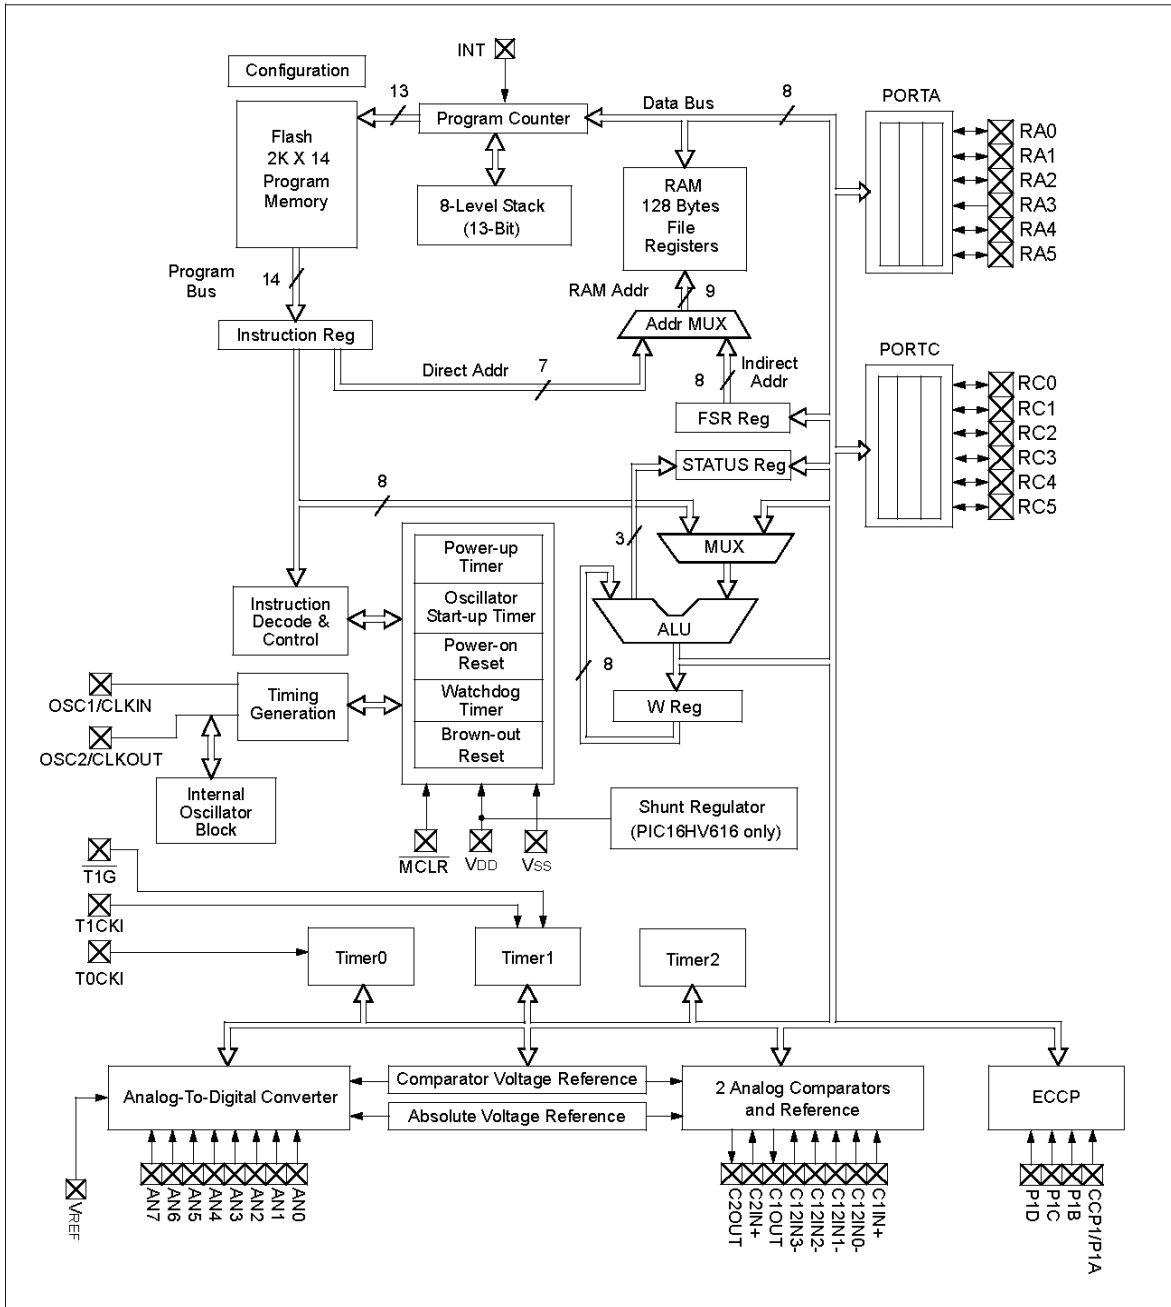 INT
Configuration
13
Data Bus
8
PORTA
Program Counter
Flash
2K X 14
Program
Memory
8-Level Stack
(13-Bit)
RAM
128 Bytes
File
Registers
RA0
RA1
RA2
RA3
RA4
RA5
Program
Bus
14
RAM Addr
9
Addr MUX
Instruction Reg
Direct Addr
7
8
Indirect
Addr
FSR Reg
STATUS Reg
PORTC
RC0
RC1
RC2
RC3
RC4
RC5
8
3
MUX
ALU
8
W Reg
Power-up
Timer
Oscillator
Start-up Timer
Power-on
Reset
Watchdog
Timer
Brown-out
Reset
Instruction
Decode &
Control
OSC1/CLKIN
Timing
Generation
OSC2/CLKOUT
Internal
Oscillator
Block
Shunt Regulator
(PIC16HV616 only)
MCLR
VDD
VSS
T1G
T1CKI
T0CKI
Timer0
Timer1
Timer2
Analog-To-Digital Converter
Comparator Voltage Reference
Absolute Voltage Reference
2 Analog Comparators
and Reference
ECCP
VREF
AN7
AN6
AN5
AN4
AN3
AN2
AN1
AN0
C2OUT
C2IN+
C1OUT
C12IN3-
C12IN2-
C12IN1-
C12IN0-
C1IN+
P1D
P1C
P1B
CCP1/P1A